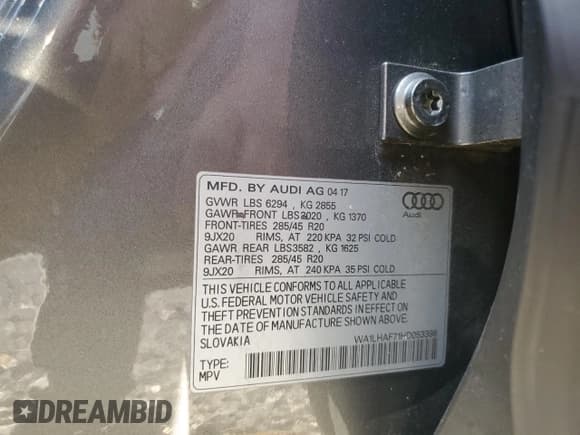 MFD. BY AUDI AG 04 17
GVWR LBS 6294 , KG 2855
GAWR FRONT LBS 3020 , KG 1370
FRONT-TIRES 285/45 R20
9JX20 RIMS, AT 220 KPA 32 PSI COLD
GAWR REAR LBS3582 , KG 1625
REAR-TIRES 285/45 R20
9JX20 RIMS, AT 240 KPA 35 PSI COLD
Audi
THIS VEHICLE CONFORMS TO ALL APPLICABLE
U.S. FEDERAL MOTOR VEHICLE SAFETY AND
THEFT PREVENTION STANDARDS IN EFFECT ON
THE DATE OF MANUFACTURE SHOWN ABOVE
SLOVAKIA
TYPE:
MPV
DREAMBID